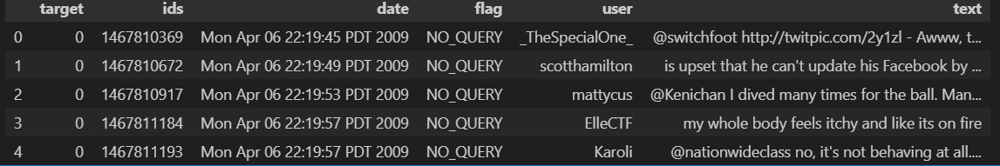 target ids date flag user text
0 0 1467810369 Mon Apr 06 22:19:45 PDT 2009 NO_QUERY _TheSpecialOne_ @switchfoot http://twitpic.com/2y1zl - Awww, t...
1 0 1467810672 Mon Apr 06 22:19:49 PDT 2009 NO_QUERY scotthamilton is upset that he can't update his Facebook by ...
2 0 1467810917 Mon Apr 06 22:19:53 PDT 2009 NO_QUERY mattycus @Kenichan I dived many times for the ball. Man...
3 0 1467811184 Mon Apr 06 22:19:57 PDT 2009 NO_QUERY ElleCTF my whole body feels itchy and like its on fire
4 0 1467811193 Mon Apr 06 22:19:57 PDT 2009 NO_QUERY Karoli @nationwideclass no, it's not behaving at all....